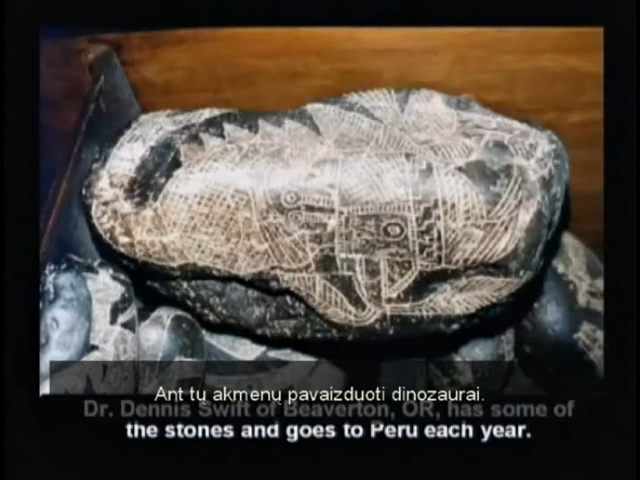 Ant tų akmenų pavaizduoti dinozaurai.
Dr. Dennis Swift of Beaverton, OR, has some of
the stones and goes to Peru each year.